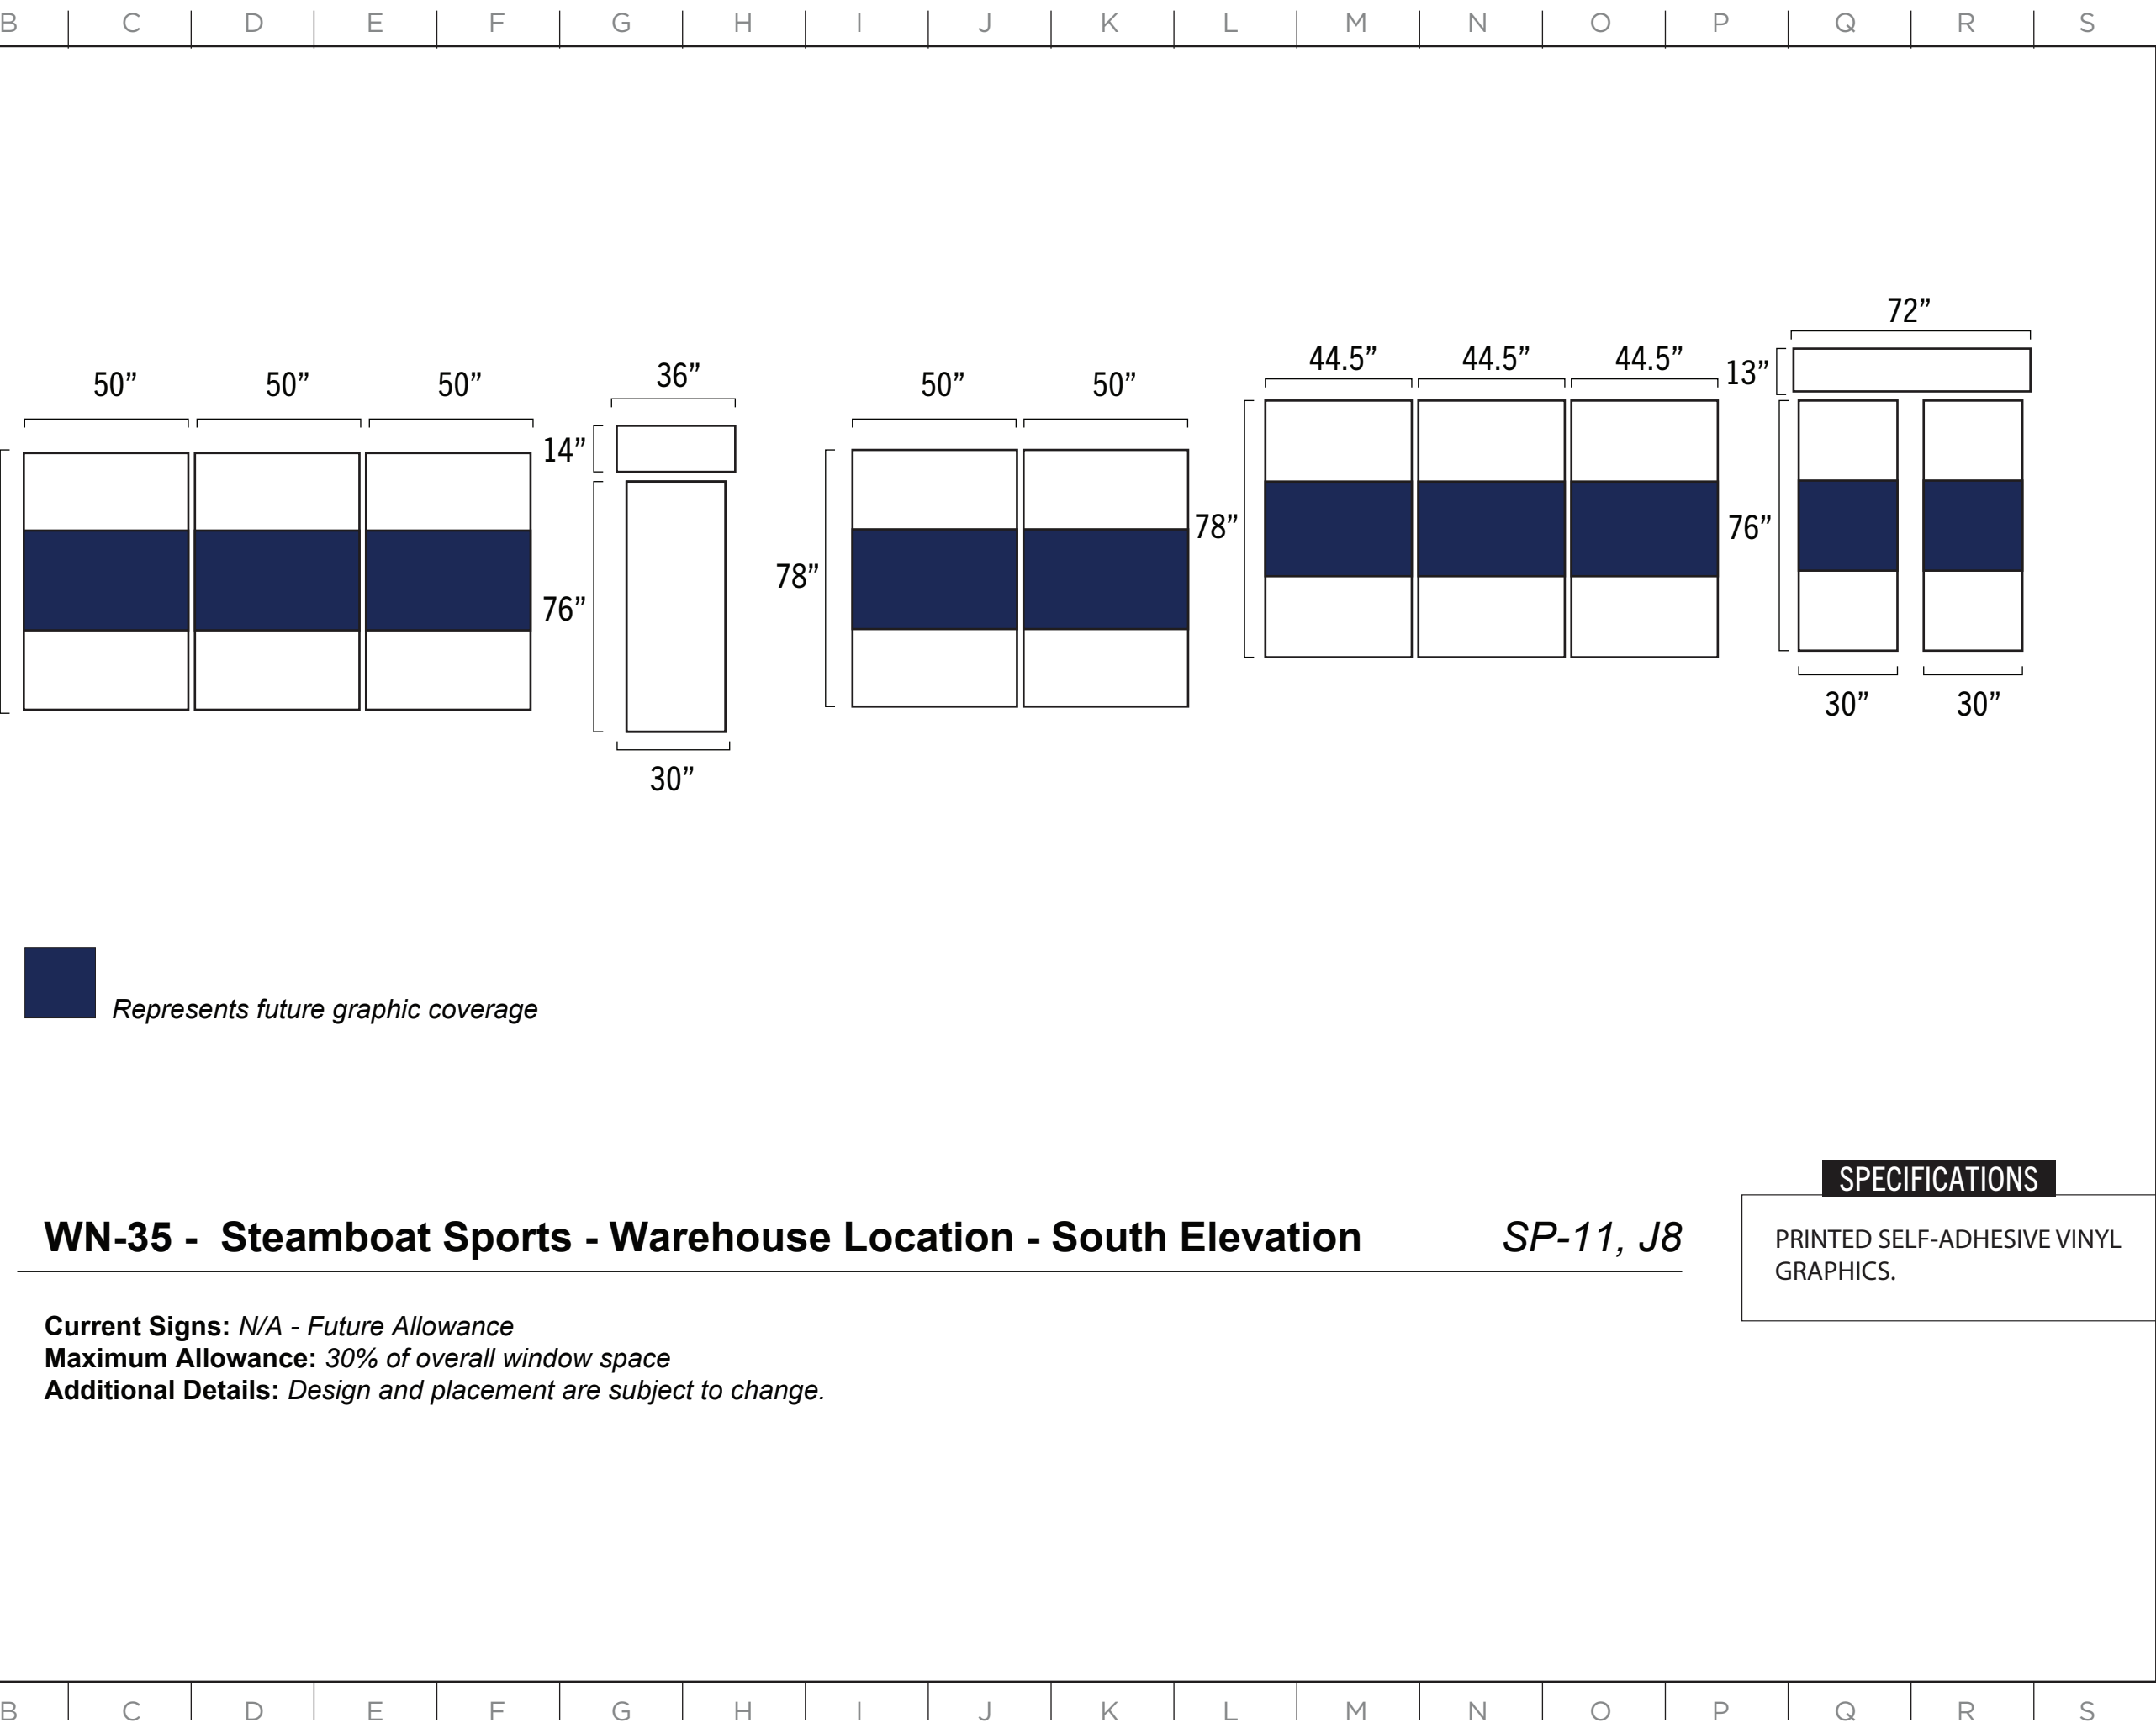 B C D E F G H I J K L M N O P Q R S
72”
50” 50” 50” 36” 50” 50” 44.5” 44.5” 44.5” 13”
14”
78” 76”
76” 78”
30” 30”
30”
Represents future graphic coverage
SPECIFICATIONS
WN-35 - Steamboat Sports - Warehouse Location - South Elevation SP-11, J8
PRINTED SELF-ADHESIVE VINYL
GRAPHICS.
Current Signs: N/A - Future Allowance
Maximum Allowance: 30% of overall window space
Additional Details: Design and placement are subject to change.
B C D E F G H I J K L M N O P Q R S